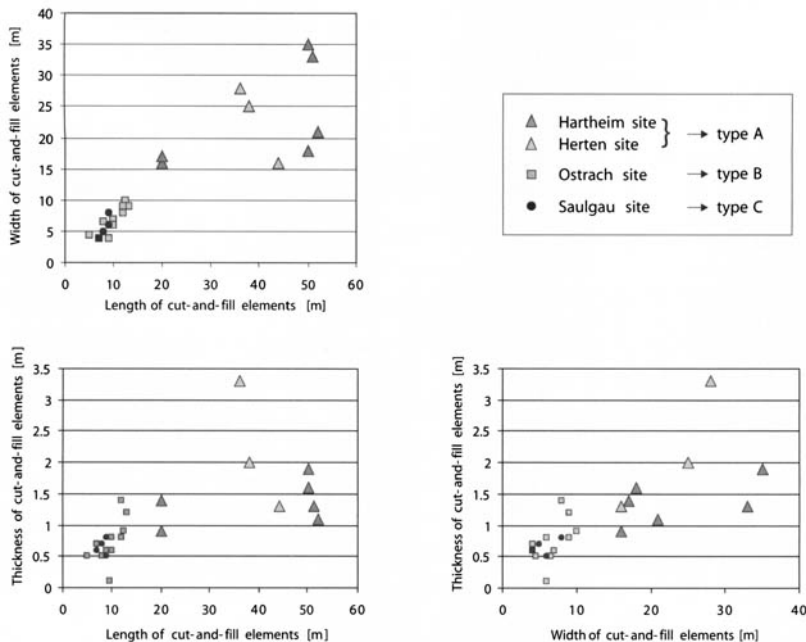 Width of cut-and-fill elements [m]
40
35
30
25
20
15
10
5
0
0 10 20 30 40 50 60
Length of cut-and-fill elements [m]
Hartheim site
Herten site
} → type A
Ostrach site → type B
Saulgau site → type C
Thickness of cut-and-fill elements [m]
3.5
3
2.5
2
1.5
1
0.5
0
0 10 20 30 40 50 60
Length of cut-and-fill elements [m]
Thickness of cut-and-fill elements [m]
3.5
3
2.5
2
1.5
1
0.5
0
0 10 20 30 40
Width of cut-and-fill elements [m]